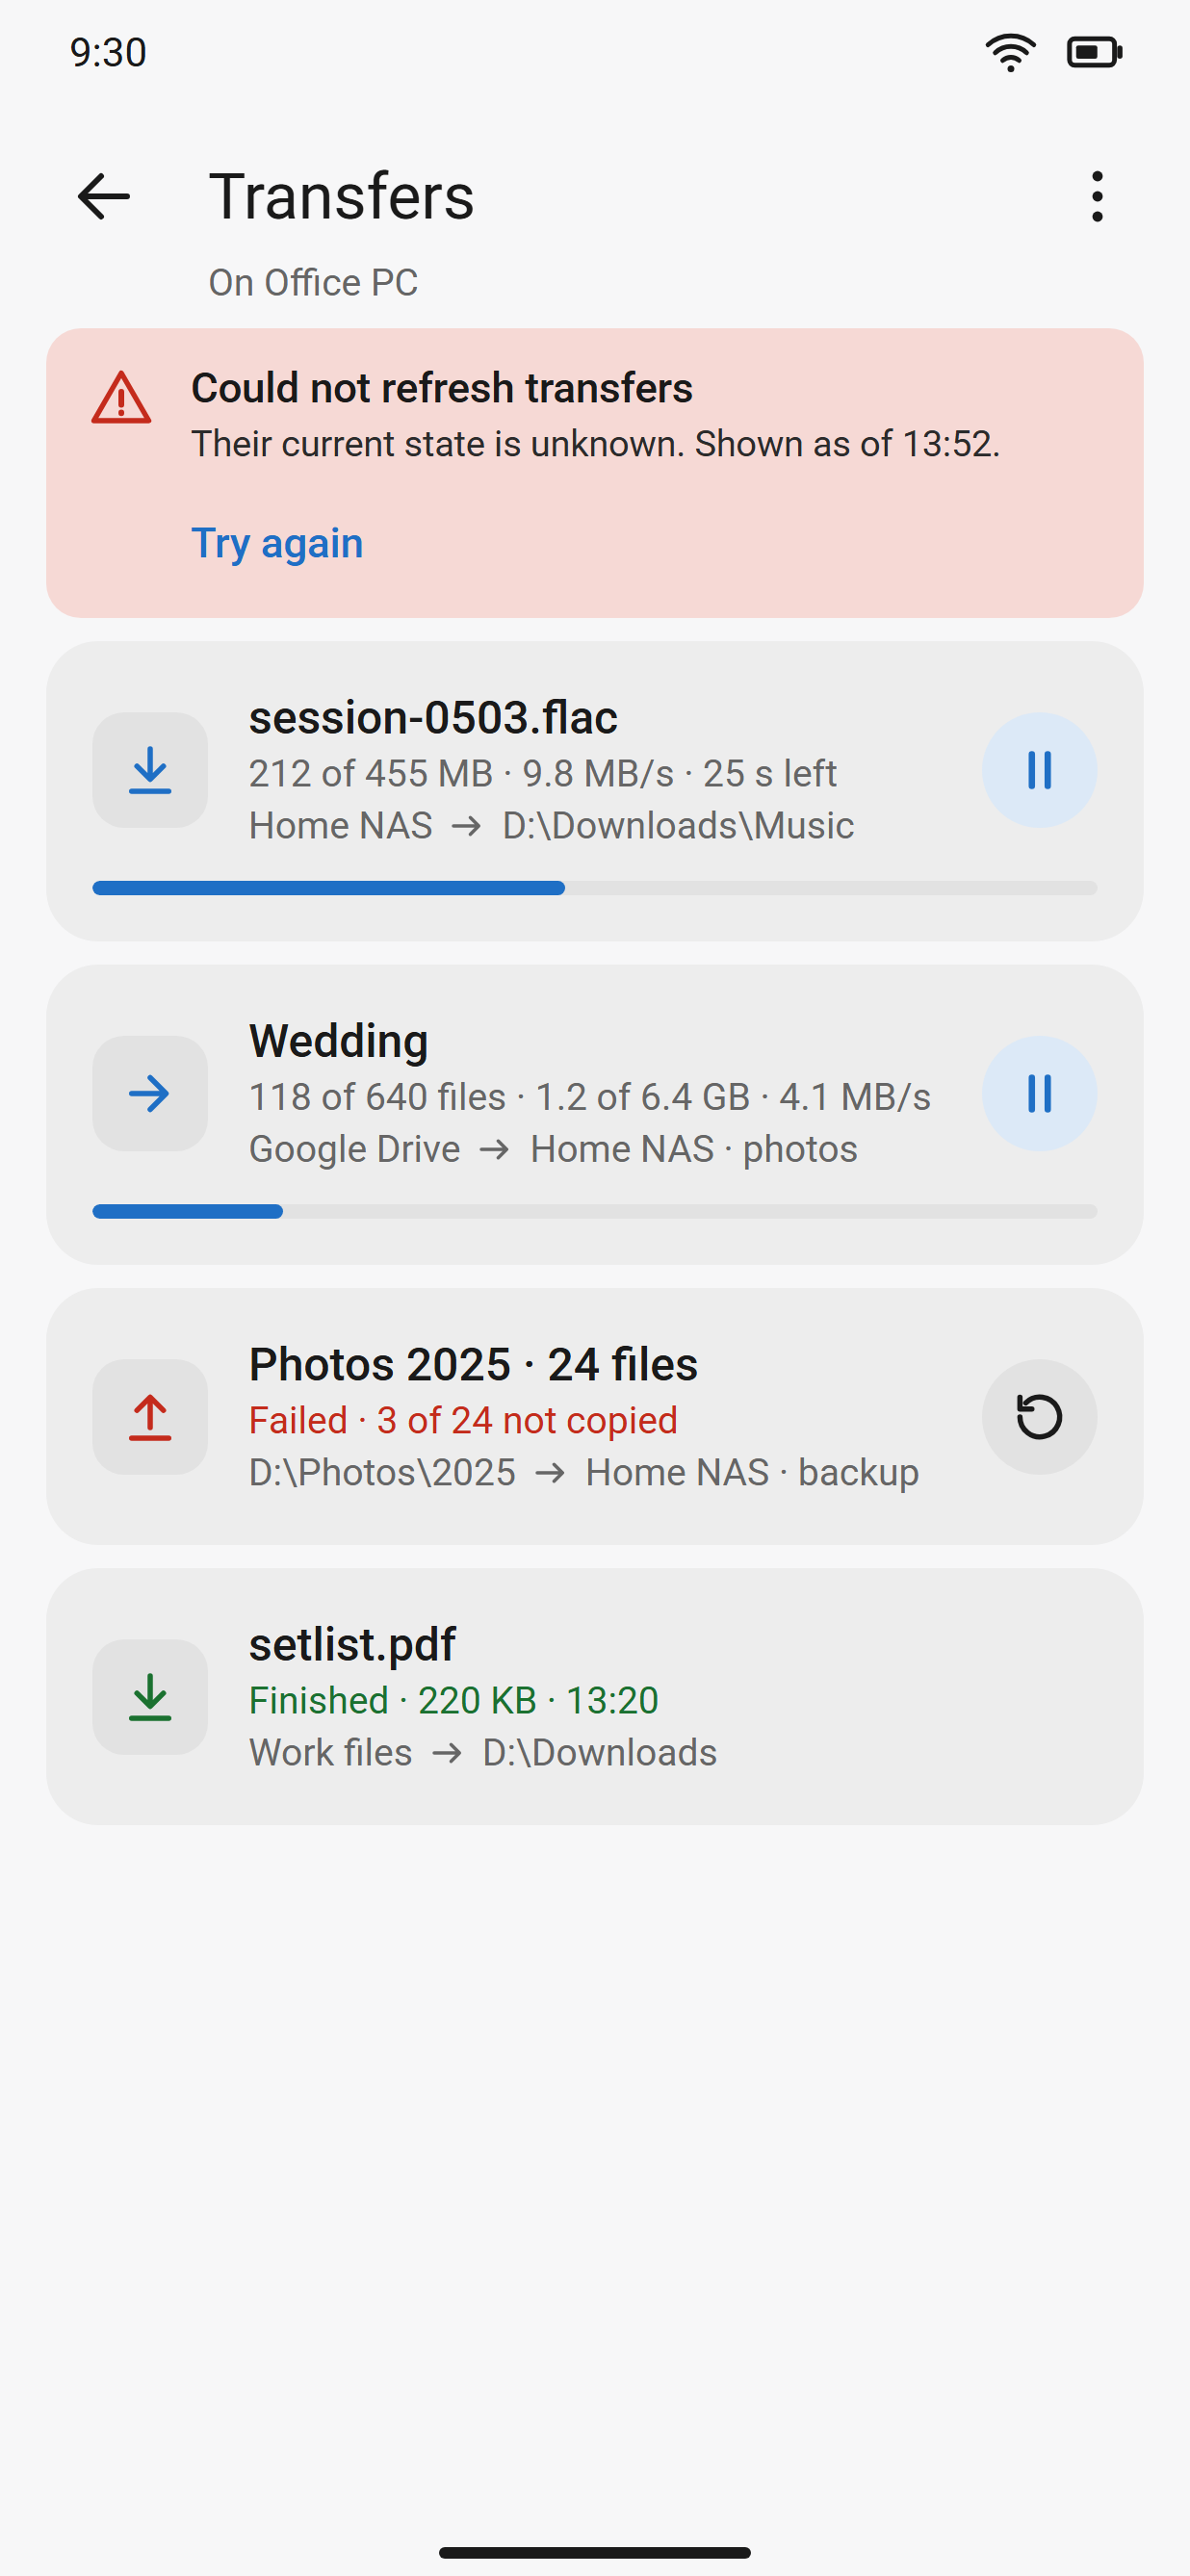 9:30
Transfers
On Office PC
Could not refresh transfers
Their current state is unknown. Shown as of 13:52.
Try again
session-0503.flac
212 of 455 MB · 9.8 MB/s · 25 s left
Home NAS → D:\Downloads\Music
Wedding
118 of 640 files · 1.2 of 6.4 GB · 4.1 MB/s
Google Drive → Home NAS · photos
Photos 2025 · 24 files
Failed · 3 of 24 not copied
D:\Photos\2025 → Home NAS · backup
setlist.pdf
Finished · 220 KB · 13:20
Work files → D:\Downloads